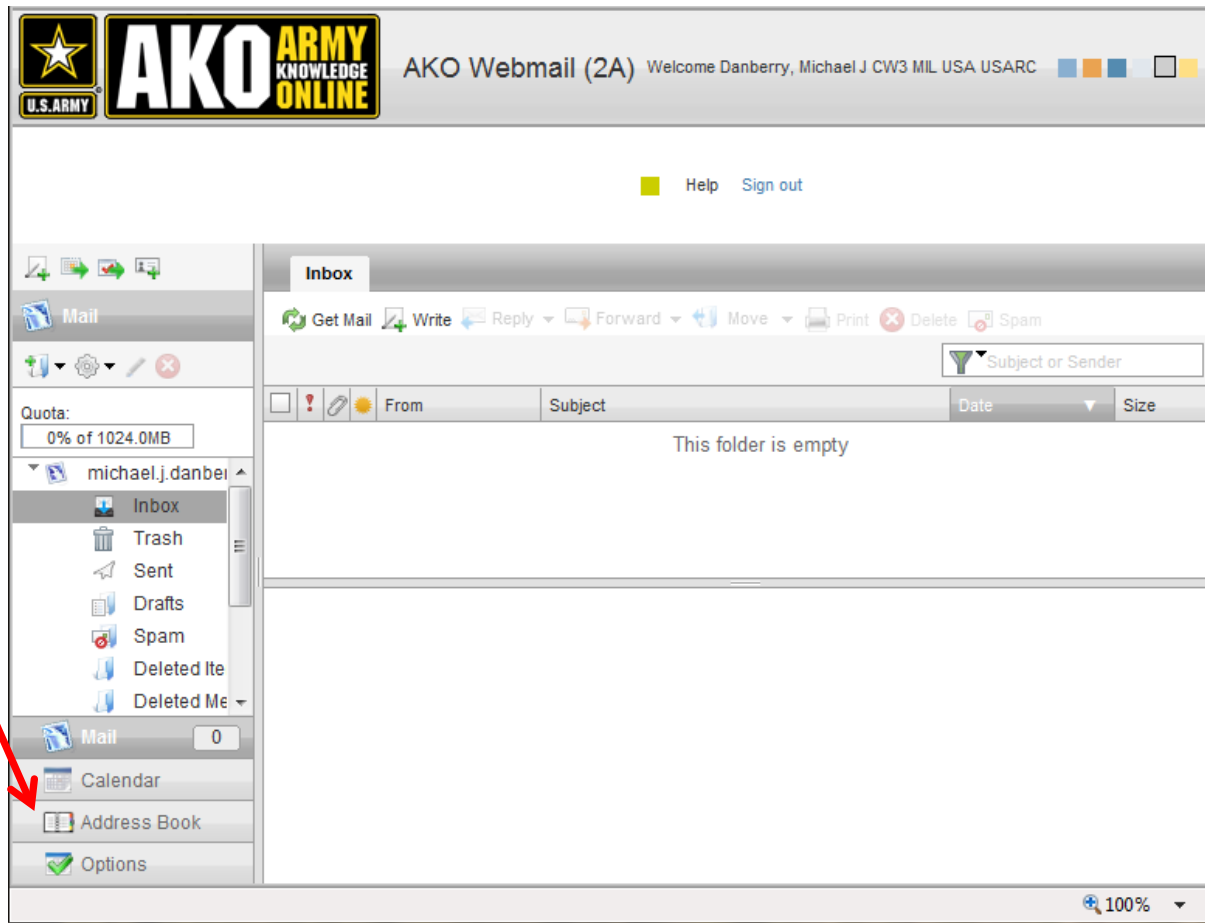 U.S.ARMY
AKO ARMY KNOWLEDGE ONLINE
AKO Webmail (2A) Welcome Danberry, Michael J CW3 MIL USA USARC
Help Sign out
Inbox
Mail
Get Mail Write Reply Forward Move Print Delete Spam
Subject or Sender
Quota:
0% of 1024.0MB
From Subject Date Size
This folder is empty
michael.j.danber
Inbox
Trash
Sent
Drafts
Spam
Deleted Ite
Deleted Me
Mail 0
Calendar
Address Book
Options
100%